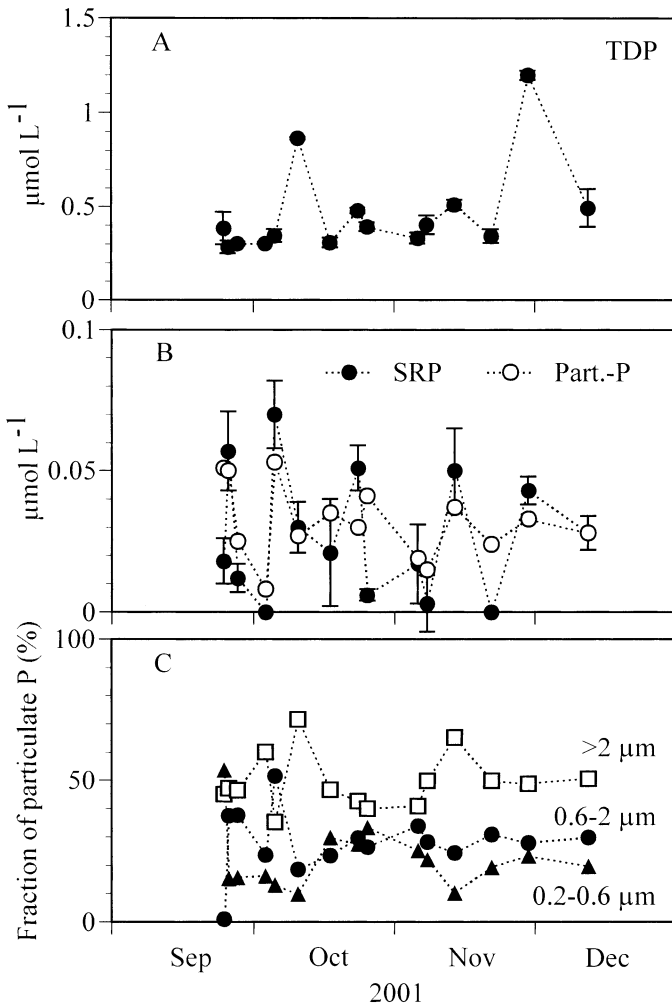 1.5
A
TDP
1
0.5
0
µmol L⁻¹
0.1
B
SRP
Part.-P
0.05
0
µmol L⁻¹
100
C
>2 µm
50
0.6-2 µm
0.2-0.6 µm
0
Fraction of particulate P (%)
Sep
Oct
Nov
Dec
2001